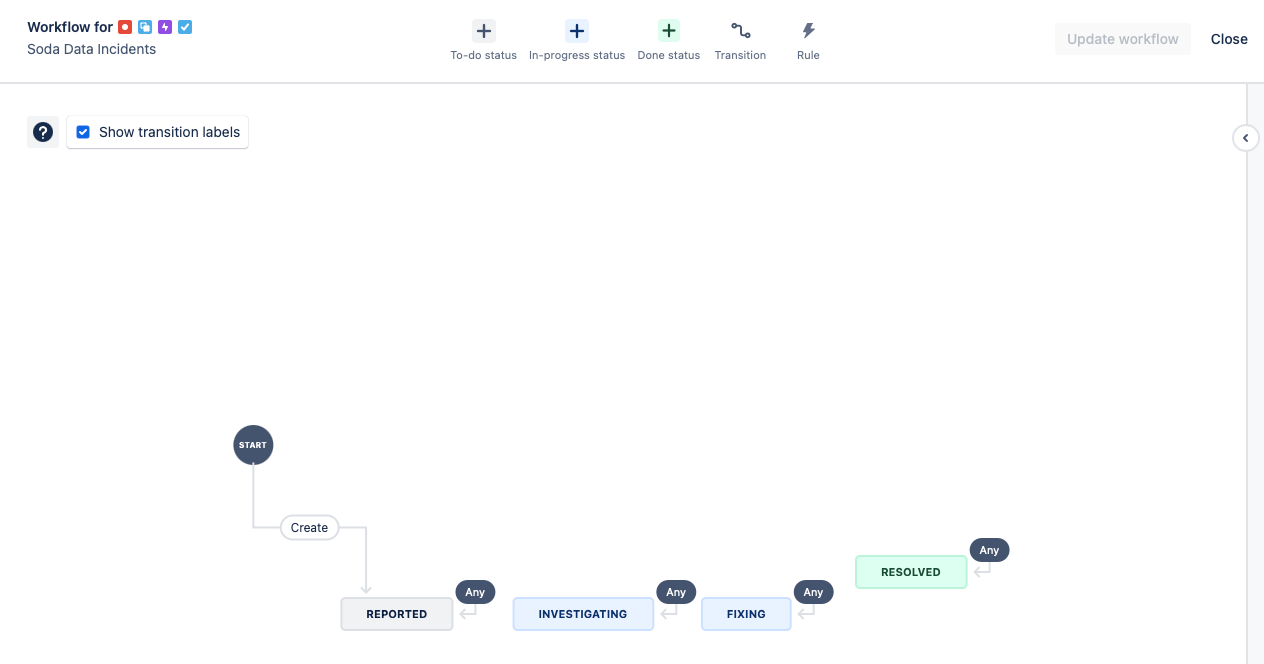 Workflow for
Soda Data Incidents
To-do status
In-progress status
Done status
Transition
Rule
Update workflow
Close
?
Show transition labels
START
Create
Any
RESOLVED
Any
Any
Any
REPORTED
INVESTIGATING
FIXING